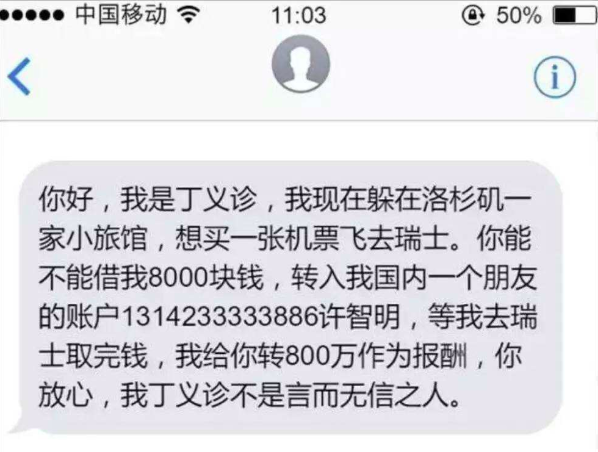 中国移动 11:03 50%
你好，我是丁义诊，我现在躲在洛杉矶一
家小旅馆，想买一张机票飞去瑞士。你能
不能借我8000块钱，转入我国内一个朋友
的账户1314233333886许智明，等我去瑞
士取完钱，我给你转800万作为报酬，你
放心，我丁义诊不是言而无信之人。